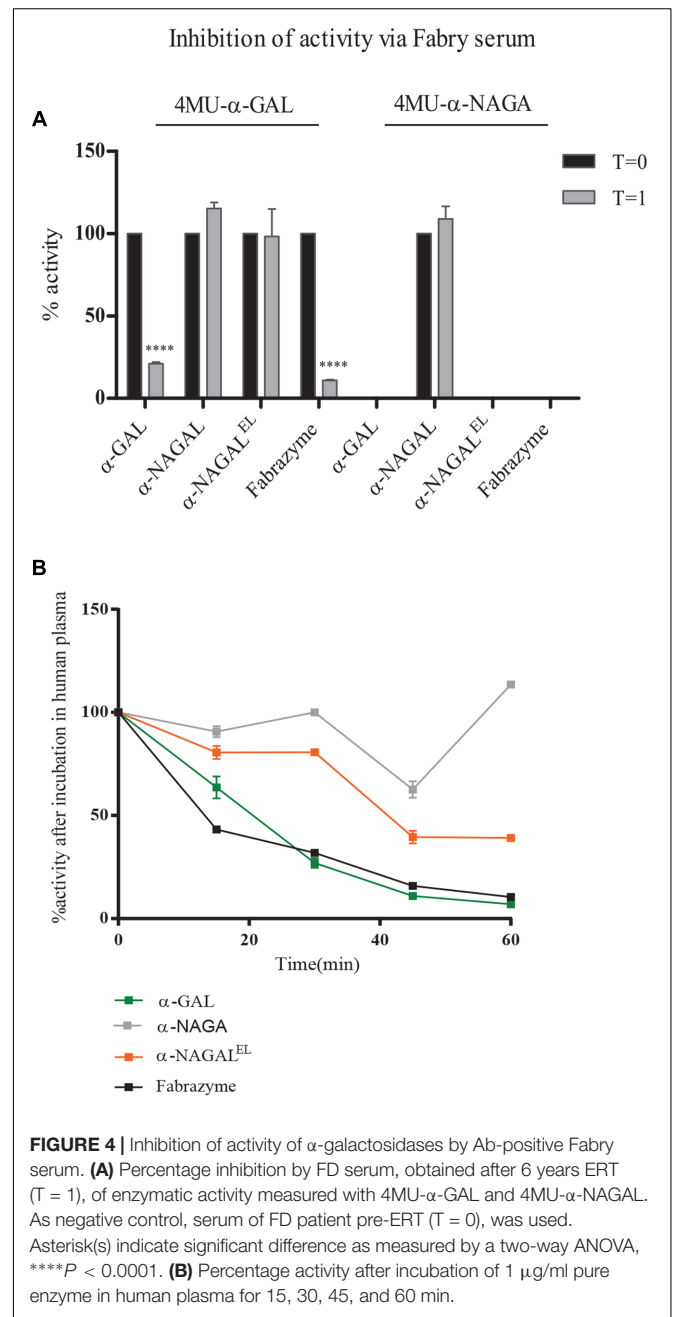 Inhibition of activity via Fabry serum
A
4MU-α-GAL
4MU-α-NAGA
T=0
T=1
% activity
150
100
50
0
****
****
α-GAL
α-NAGAL
α-NAGAL^EL
Fabrazyme
α-GAL
α-NAGAL
α-NAGAL^EL
Fabrazyme
B
%activity after incubation in human plasma
150
100
50
0
0
20
40
60
Time(min)
α-GAL
α-NAGA
α-NAGAL^EL
Fabrazyme
FIGURE 4 | Inhibition of activity of α-galactosidases by Ab-positive Fabry
serum. (A) Percentage inhibition by FD serum, obtained after 6 years ERT
(T = 1), of enzymatic activity measured with 4MU-α-GAL and 4MU-α-NAGAL.
As negative control, serum of FD patient pre-ERT (T = 0), was used.
Asterisk(s) indicate significant difference as measured by a two-way ANOVA,
****P < 0.0001. (B) Percentage activity after incubation of 1 μg/ml pure
enzyme in human plasma for 15, 30, 45, and 60 min.